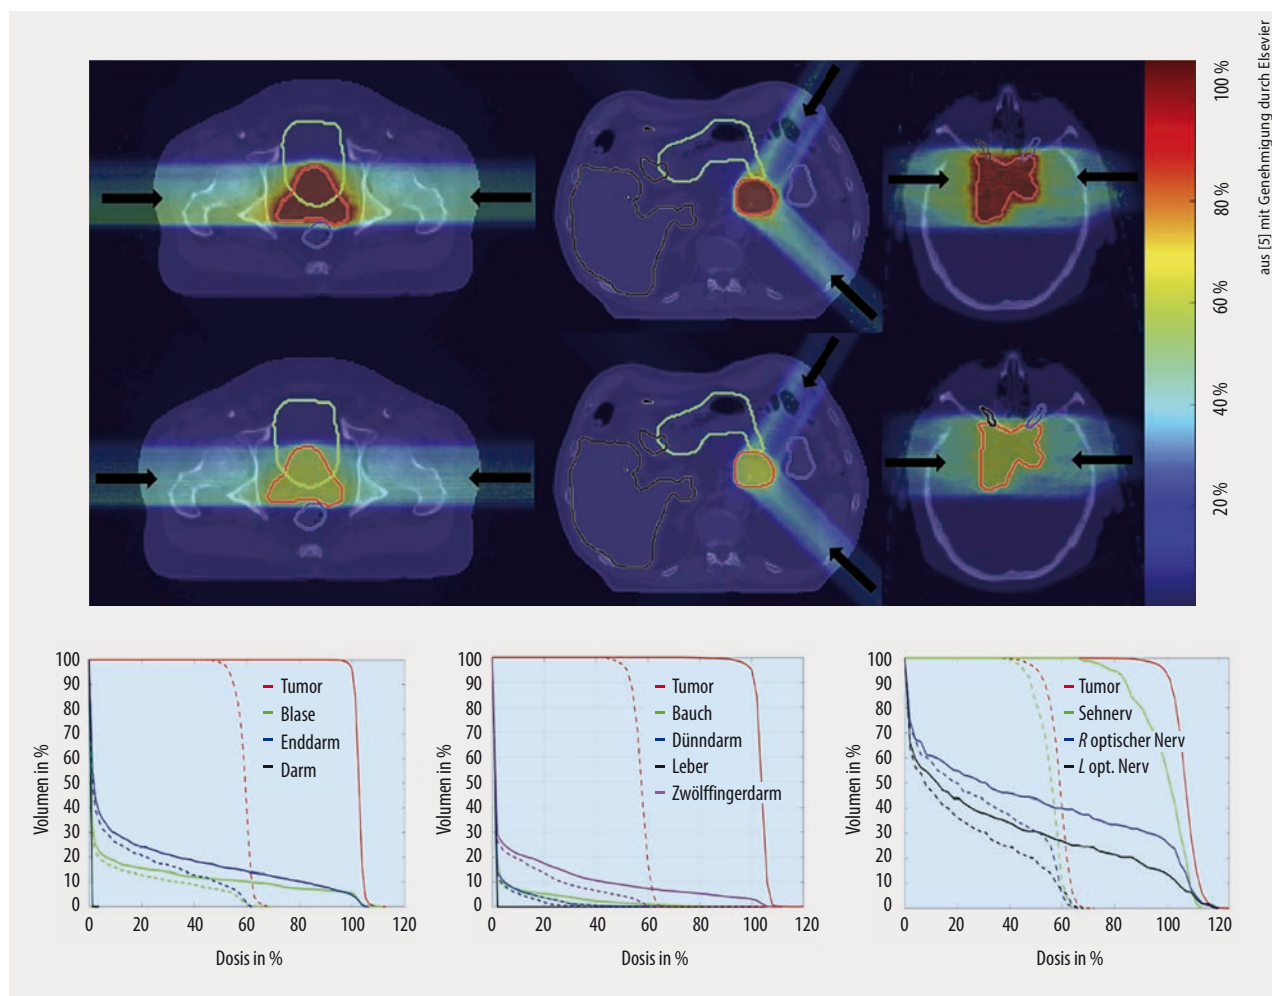 aus [5] mit Genehmigung durch Elsevier
100 %
80 %
60 %
40 %
20 %
100
90
80
70
60
50
40
30
20
10
0
Volumen in %
Tumor
Blase
Enddarm
Darm
0 20 40 60 80 100 120
Dosis in %
100
90
80
70
60
50
40
30
20
10
0
Volumen in %
Tumor
Bauch
Dünndarm
Leber
Zwölffingerdarm
0 20 40 60 80 100 120
Dosis in %
100
90
80
70
60
50
40
30
20
10
0
Volumen in %
Tumor
Sehnerv
R optischer Nerv
L opt. Nerv
0 20 40 60 80 100 120
Dosis in %